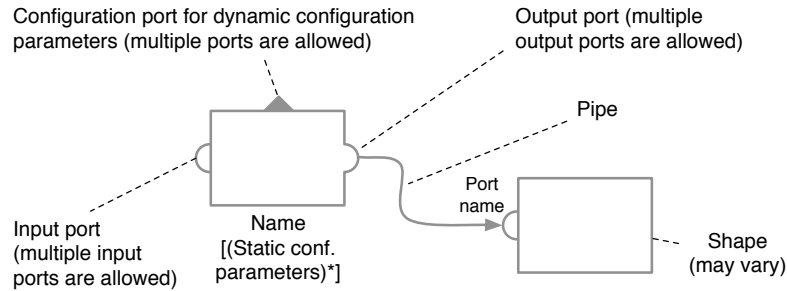 Configuration port for dynamic configuration
parameters (multiple ports are allowed)
Output port (multiple
output ports are allowed)
Pipe
Port
name
Input port
(multiple input
ports are allowed)
Name
[(Static conf.
parameters)*]
Shape
(may vary)